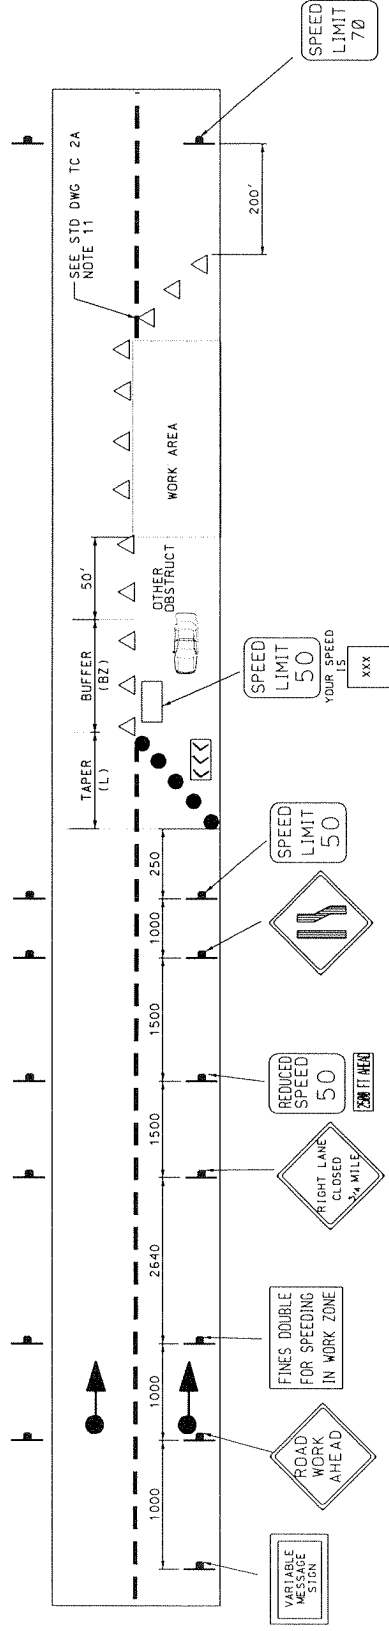 VARIABLE
MESSAGE
SIGN
ROAD
WORK
AHEAD
FINES DOUBLE
FOR SPEEDING
IN WORK ZONE
RIGHT LANE
CLOSED
3/4 MILE
REDUCED
SPEED
50
2500 FT AHEAD
SPEED
LIMIT
50
SPEED
LIMIT
50
YOUR SPEED
IS
XXX
SPEED
LIMIT
70
1000
1000
2640
1500
1500
1000
250
TAPER
(L)
BUFFER
(BZ)
50'
OTHER
OBSTRUCT
WORK AREA
SEE STD DWG TC 2A
NOTE 11
200'